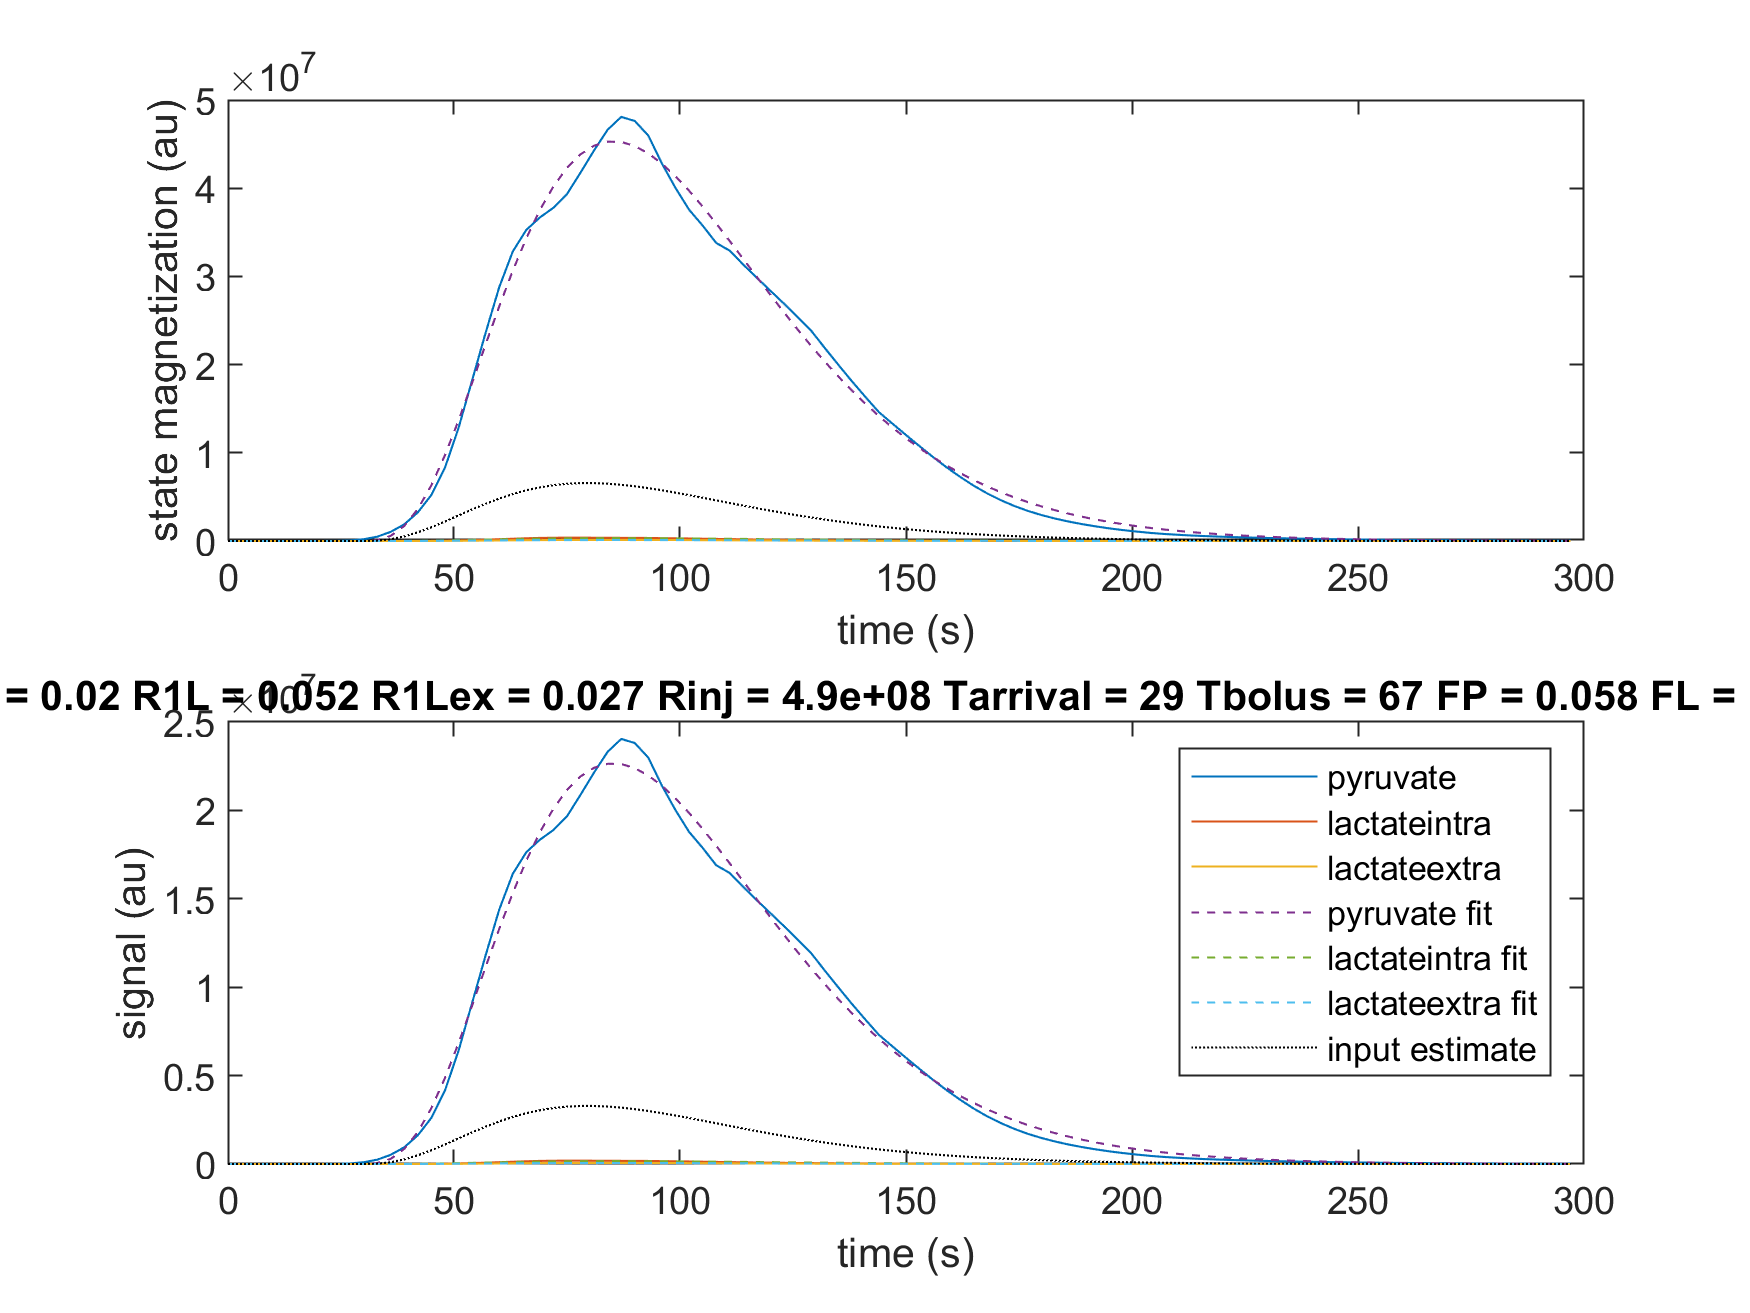 ×10⁷
5
4
3
2
1
0
state magnetization (au)
0 50 100 150 200 250 300
time (s)
= 0.02 R1L = 0.052 R1Lex = 0.027 Rinj = 4.9e+08 Tarrival = 29 Tbolus = 67 FP = 0.058 FL =
×10⁷
2.5
2
1.5
1
0.5
0
signal (au)
pyruvate
lactateintra
lactateextra
pyruvate fit
lactateintra fit
lactateextra fit
input estimate
0 50 100 150 200 250 300
time (s)